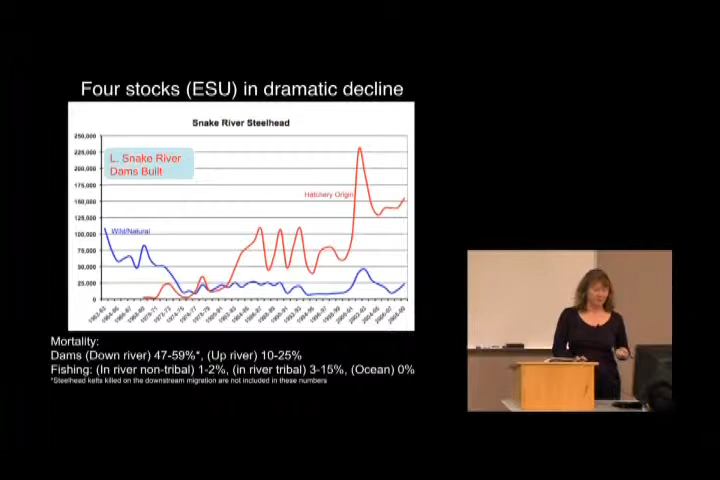 Four stocks (ESU) in dramatic decline
Snake River Steelhead
250,000
225,000
200,000
175,000
150,000
125,000
100,000
75,000
50,000
25,000
0
L. Snake River
Dams Built
Hatchery Origin
Wild/Natural
Mortality:
Dams (Down river) 47-59%*, (Up river) 10-25%
Fishing: (In river non-tribal) 1-2%, (in river tribal) 3-15%, (Ocean) 0%
*Steelhead kelts killed on the downstream migration are not included in these numbers